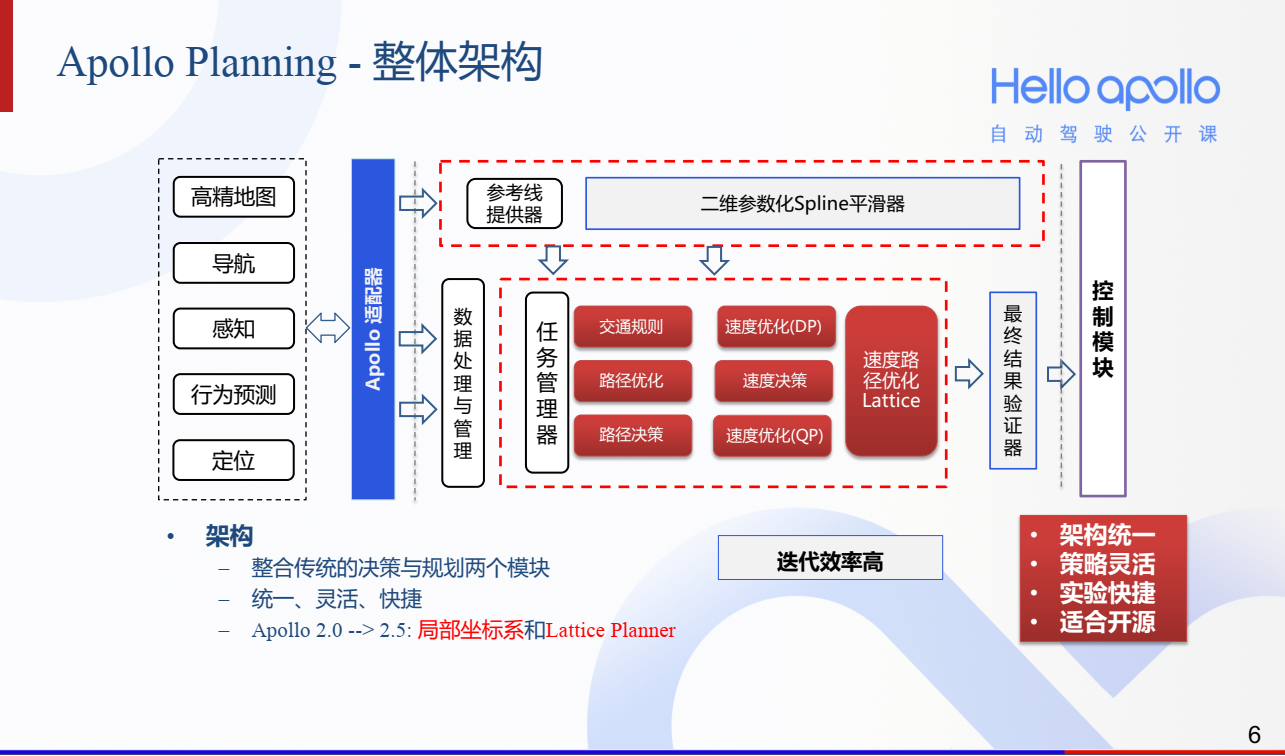 Apollo Planning - 整体架构
Hello apollo
自动驾驶公开课
高精地图
导航
感知
行为预测
定位
Apollo 适配器
参考线
提供器
二维参数化Spline平滑器
数据处理与管理
任务管理器
交通规则
路径优化
路径决策
速度优化(DP)
速度决策
速度优化(QP)
速度路
径优化
Lattice
最终结果验证器
控制模块
• 架构
– 整合传统的决策与规划两个模块
– 统一、灵活、快捷
– Apollo 2.0 --> 2.5: 局部坐标系和Lattice Planner
迭代效率高
• 架构统一
• 策略灵活
• 实验快捷
• 适合开源
6